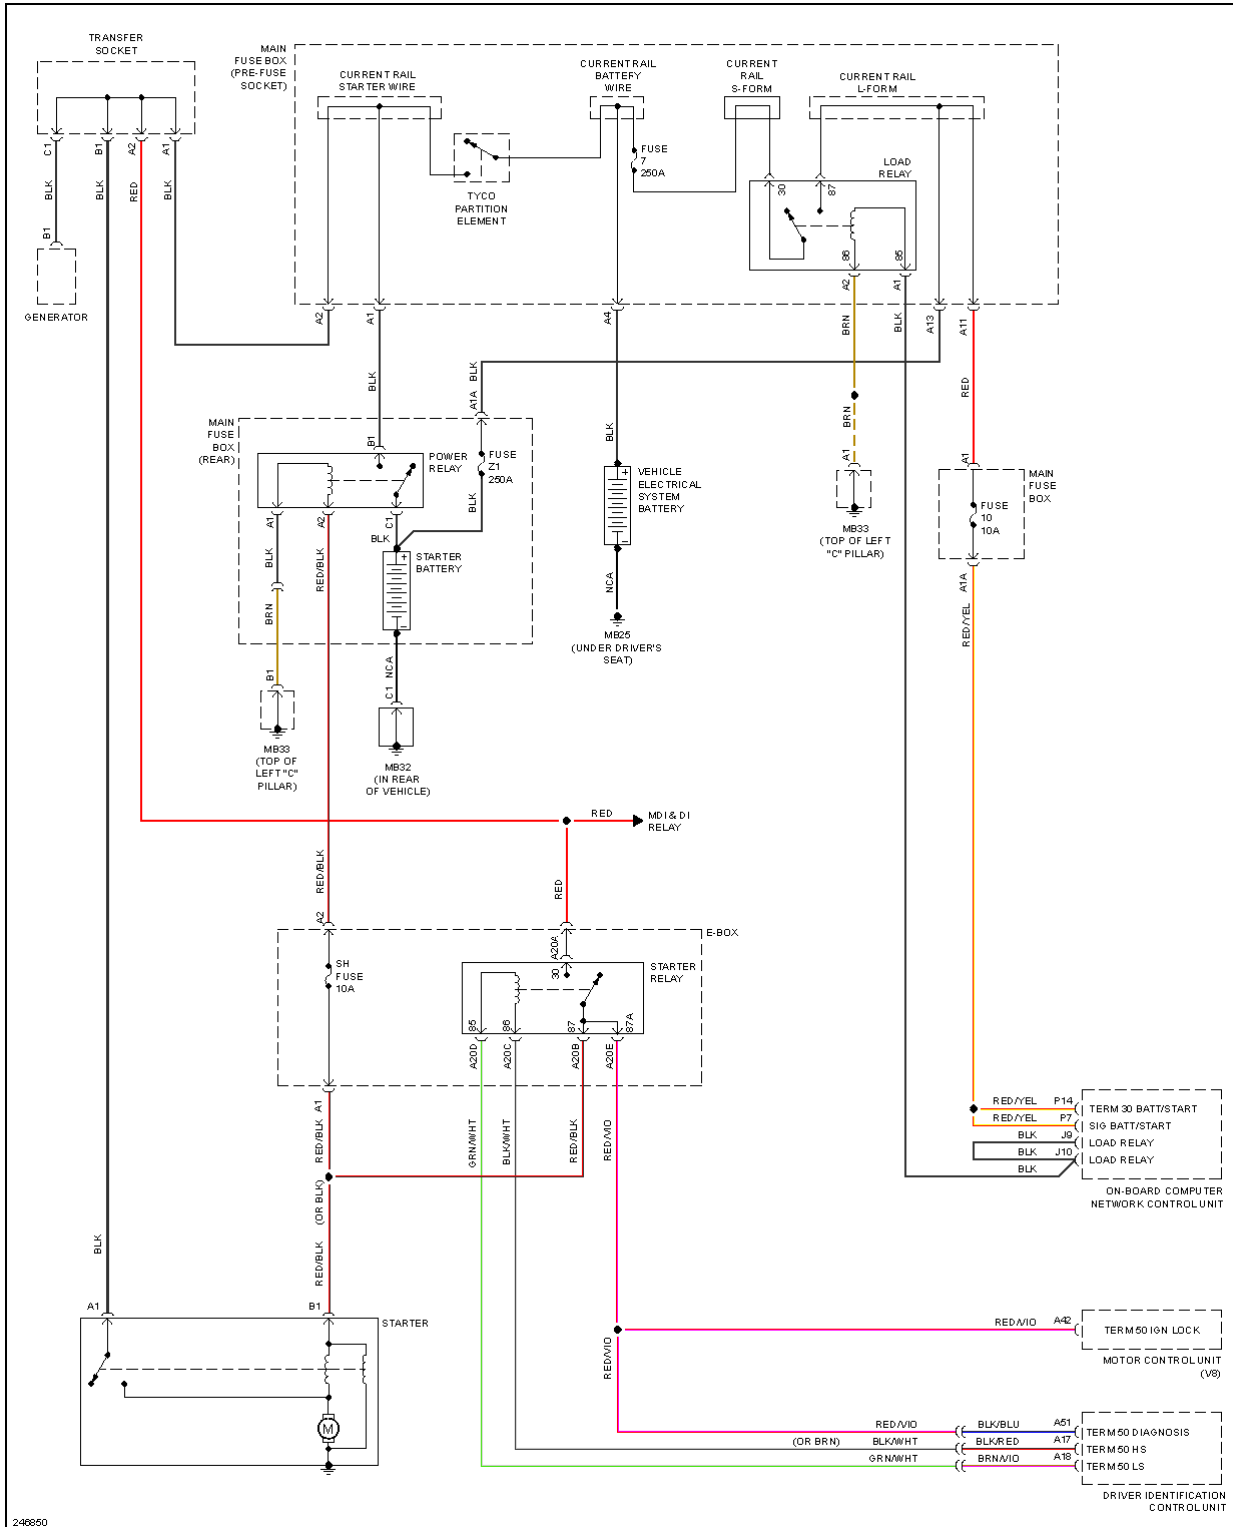 TRANSFER
SOCKET
MAIN
FUSE BOX
(PRE-FUSE
SOCKET)
CURRENT RAIL
STARTER WIRE
CURRENT RAIL
BATTEFY
WIRE
CURRENT
RAIL
S-FORM
CURRENT RAIL
L-FORM
FUSE
7
250A
LOAD
RELAY
TYCO
PARTITION
ELEMENT
30
87
86
85
C1
B1
A2
A1
BLK
BLK
RED
BLK
B1
GENERATOR
A2
A1
A4
A2
A1
A13
A11
BLK
BLK
A1A
BLK
BRN
BLK
RED
BRN
A1
A1
MAIN
FUSE
BOX
(REAR)
B1
POWER
RELAY
FUSE
Z1
250A
BLK
A1
A2
C1
BLK
BLK
RED/BLK
STARTER
BATTERY
+
−
BRN
B1
NCA
C1
VEHICLE
ELECTRICAL
SYSTEM
BATTERY
+
−
NCA
MB25
(UNDER DRIVER'S
SEAT)
MB33
(TOP OF LEFT
"C" PILLAR)
MAIN
FUSE
BOX
FUSE
10
10A
A1A
RED/YEL
MB33
(TOP OF
LEFT "C"
PILLAR)
MB32
(IN REAR
OF VEHICLE)
RED
MDI & DI
RELAY
RED/BLK
RED
A2
A20A
E-BOX
SH
FUSE
10A
30
STARTER
RELAY
85
86
87
87A
A20D
A20C
A20B
A20E
A1
RED/BLK
GRN/WHT
BLK/WHT
RED/BLK
RED/VIO
(OR BLK)
RED/BLK
BLK
RED/YEL P14 TERM 30 BATT/START
RED/YEL P7 SIG BATT/START
BLK J9 LOAD RELAY
BLK J10 LOAD RELAY
BLK
ON-BOARD COMPUTER
NETWORK CONTROL UNIT
A1
B1
STARTER
M
RED/VIO
RED/VIO A42 TERM 50 IGN LOCK
MOTOR CONTROL UNIT
(V8)
RED/VIO BLK/BLU A51 TERM 50 DIAGNOSIS
(OR BRN) BLK/WHT BLK/RED A17 TERM 50 HS
GRN/WHT BRN/VIO A18 TERM 50 LS
DRIVER IDENTIFICATION
CONTROL UNIT
246850